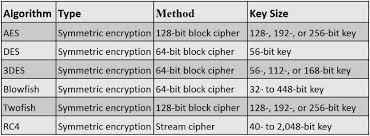 Algorithm Type Method Key Size
AES Symmetric encryption 128-bit block cipher 128-, 192-, or 256-bit key
DES Symmetric encryption 64-bit block cipher 56-bit key
3DES Symmetric encryption 64-bit block cipher 56-, 112-, or 168-bit key
Blowfish Symmetric encryption 64-bit block cipher 32- to 448-bit key
Twofish Symmetric encryption 128-bit block cipher 128-, 192-, or 256-bit key
RC4 Symmetric encryption Stream cipher 40- to 2,048-bit key